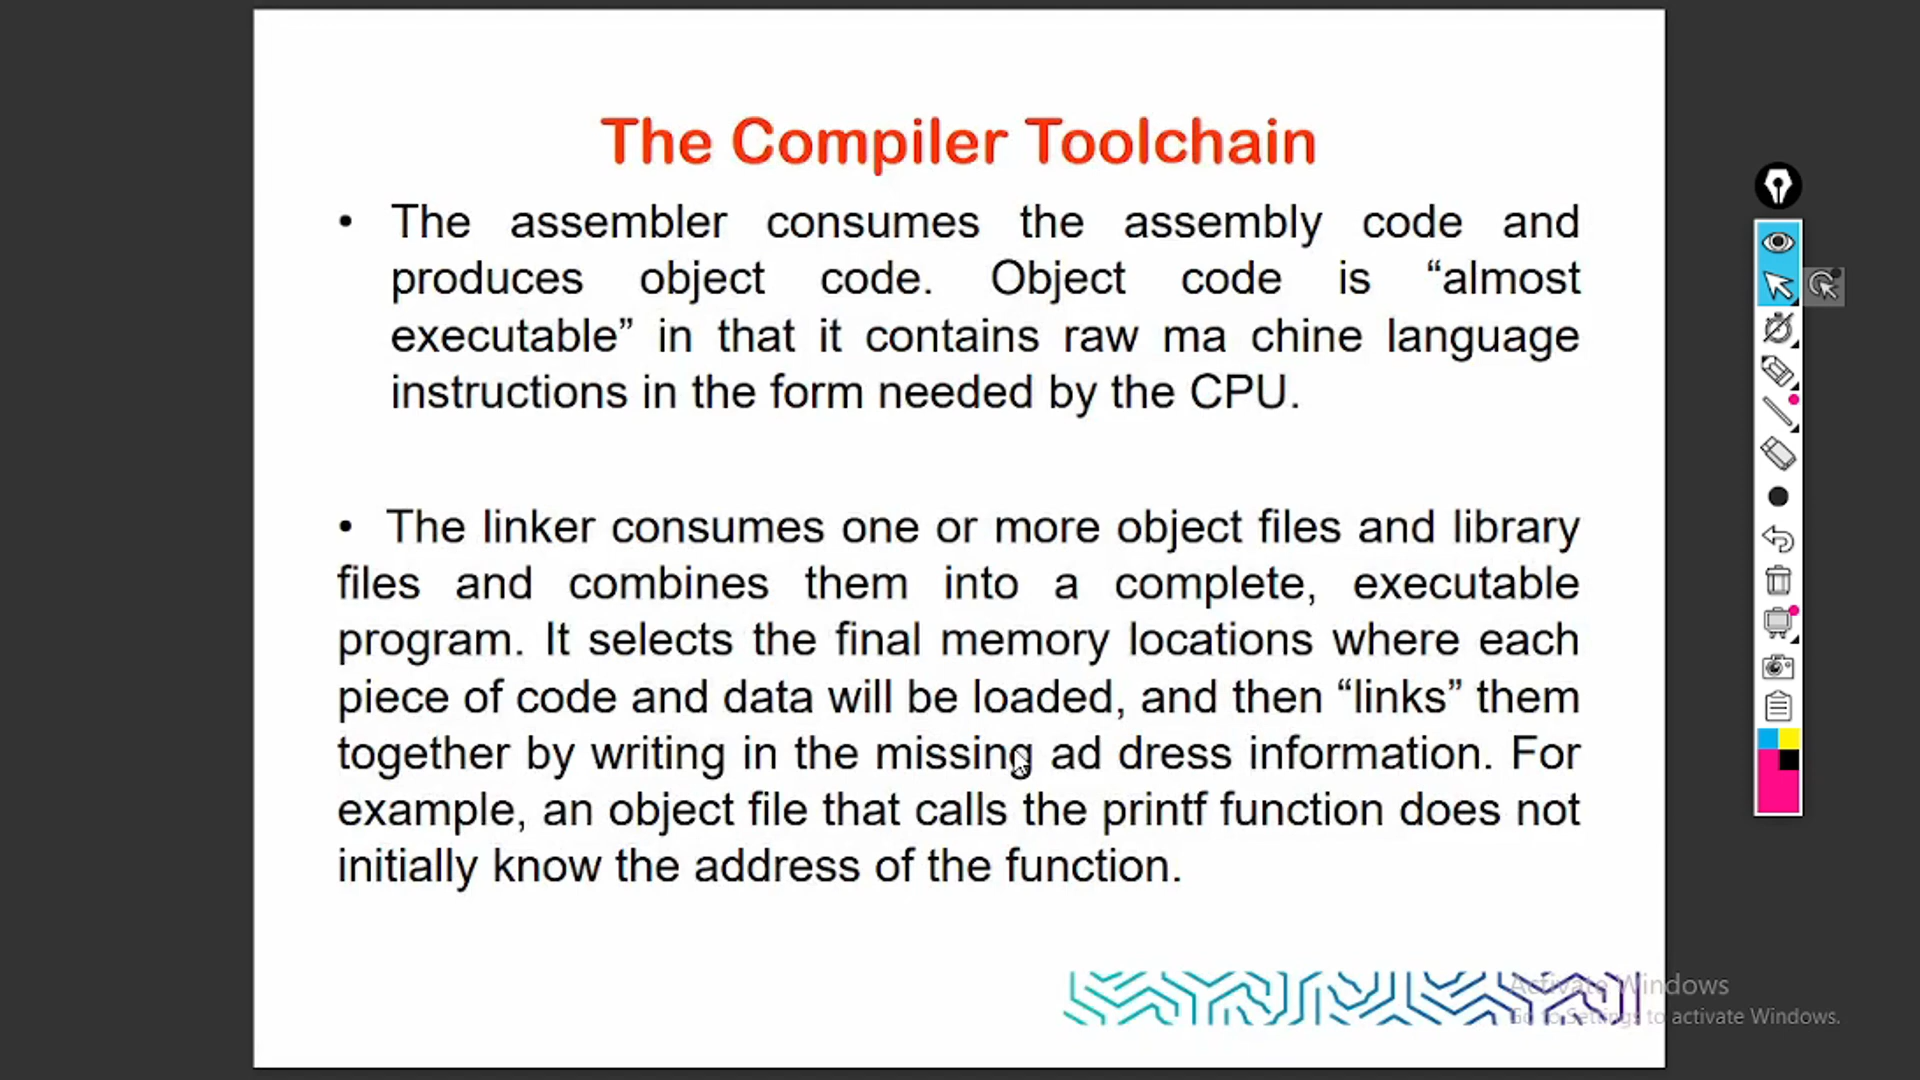 The Compiler Toolchain
• The assembler consumes the assembly code and
produces object code. Object code is “almost
executable” in that it contains raw ma chine language
instructions in the form needed by the CPU.
• The linker consumes one or more object files and library
files and combines them into a complete, executable
program. It selects the final memory locations where each
piece of code and data will be loaded, and then “links” them
together by writing in the missing ad dress information. For
example, an object file that calls the printf function does not
initially know the address of the function.
Activate Windows
Go to Settings to activate Windows.